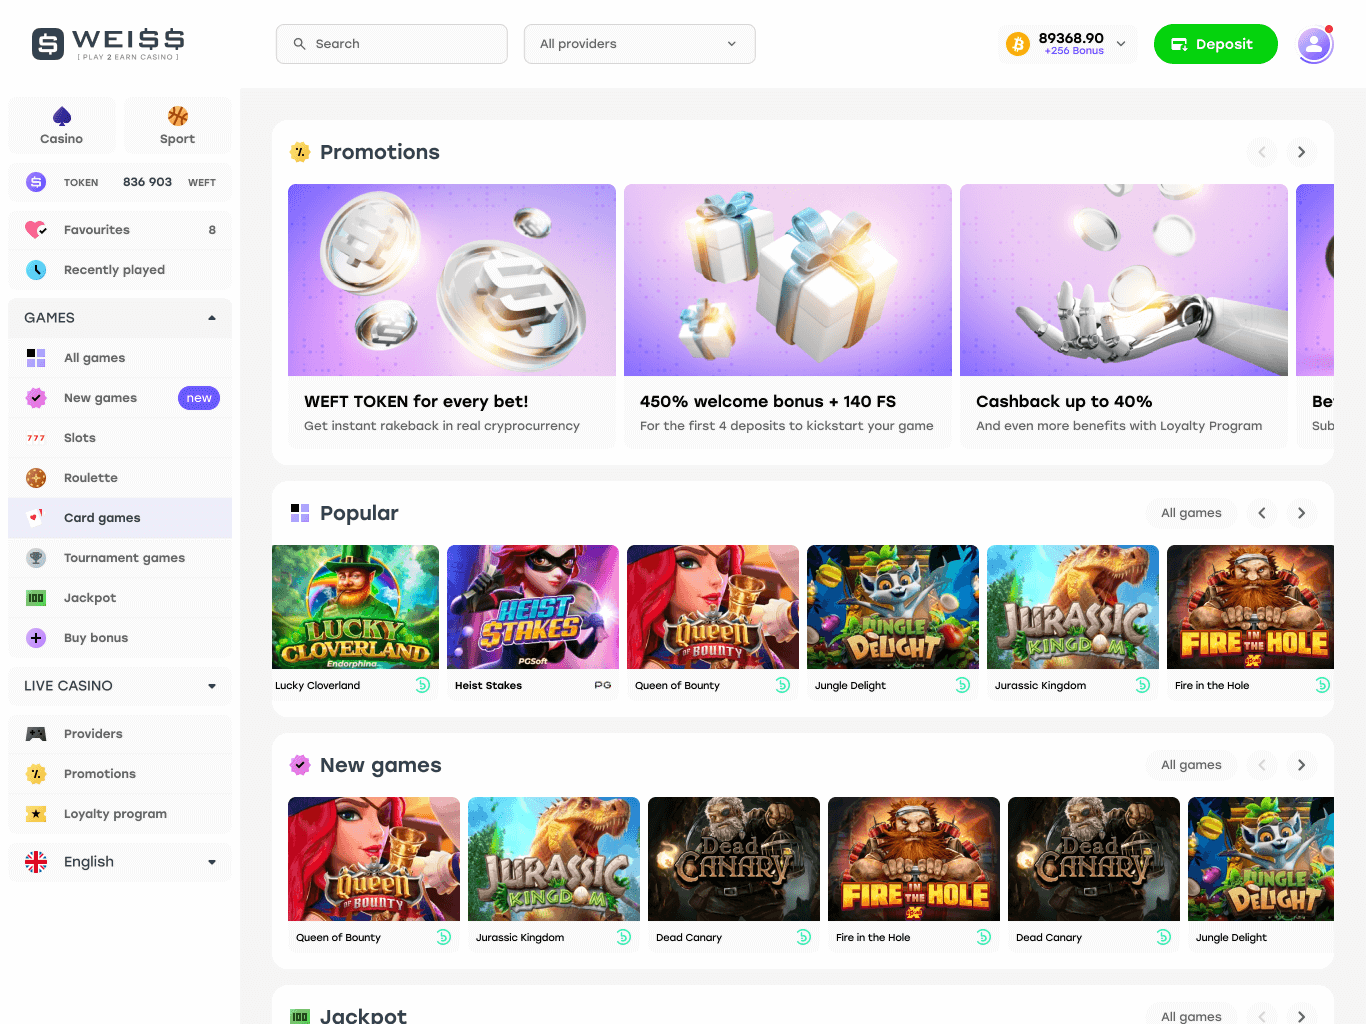 WEI$$
[ PLAY 2 EARN CASINO ]
Search
All providers
89368.90
+256 Bonus
Deposit
Casino
Sport
TOKEN 836 903 WEFT
Favourites 8
Recently played
GAMES
All games
New games new
Slots
Roulette
Card games
Tournament games
Jackpot
Buy bonus
LIVE CASINO
Providers
Promotions
Loyalty program
English
Promotions
WEFT TOKEN for every bet!
Get instant rakeback in real cryprocurrency
450% welcome bonus + 140 FS
For the first 4 deposits to kickstart your game
Cashback up to 40%
And even more benefits with Loyalty Program
Be
Sub
Popular
All games
LUCKY
CLOVERLAND
Endorphina
Lucky Cloverland
HEIST
$TAKES
PGSoft
Heist Stakes PG
Queen
OF BOUNTY
Queen of Bounty
JUNGLE
DELIGHT
Jungle Delight
JURASSIC
KINGDOM
Jurassic Kingdom
FIRE IN THE HOLE
Fire in the Hole
New games
All games
Queen
OF BOUNTY
Queen of Bounty
JURASSIC
KINGDOM
Jurassic Kingdom
Dead
CANARY
Dead Canary
FIRE IN THE HOLE
Fire in the Hole
Dead
CANARY
Dead Canary
JUNGLE
DELIGHT
Jungle Delight
Jackpot
All games